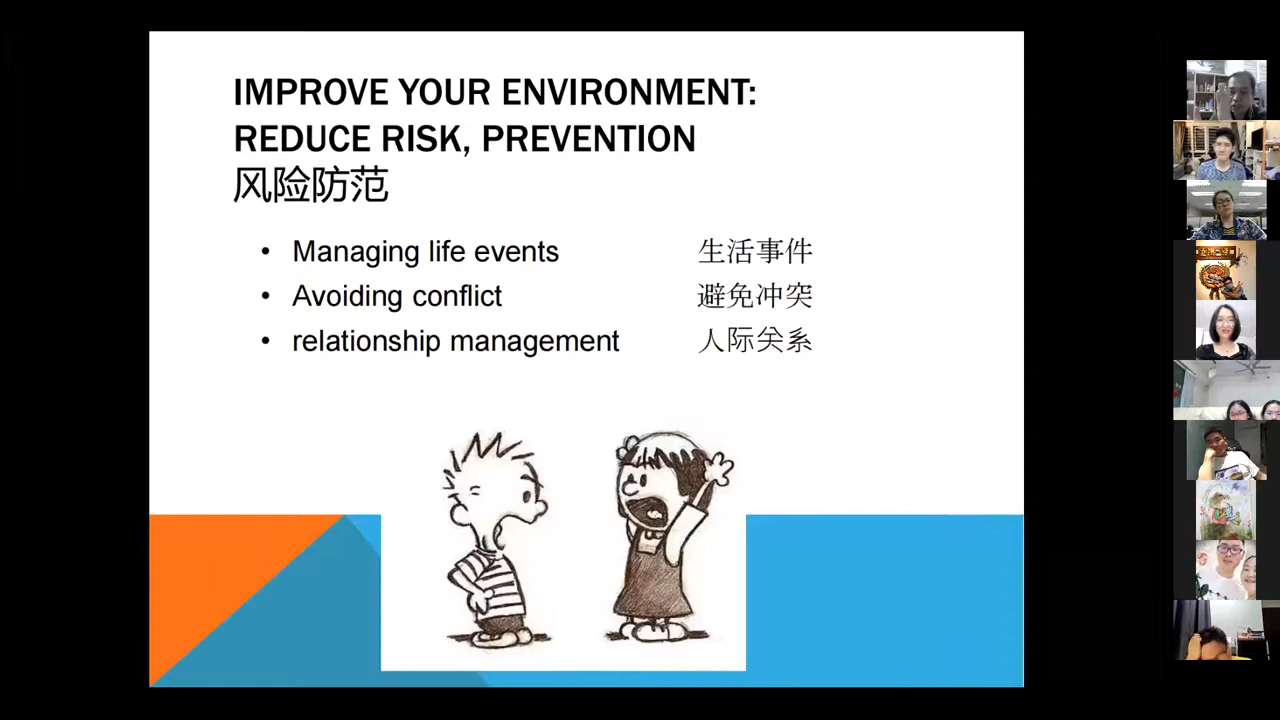 IMPROVE YOUR ENVIRONMENT:
REDUCE RISK, PREVENTION
风险防范
• Managing life events 生活事件
• Avoiding conflict 避免冲突
• relationship management 人际关系